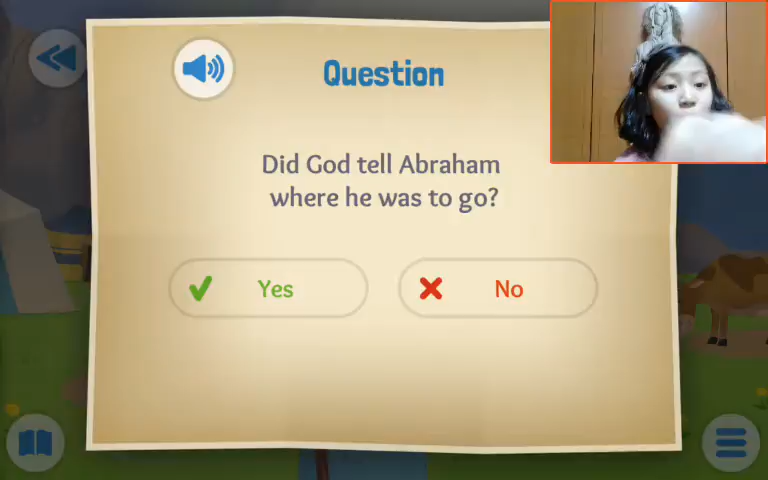 Question
Did God tell Abraham
where he was to go?
Yes
No